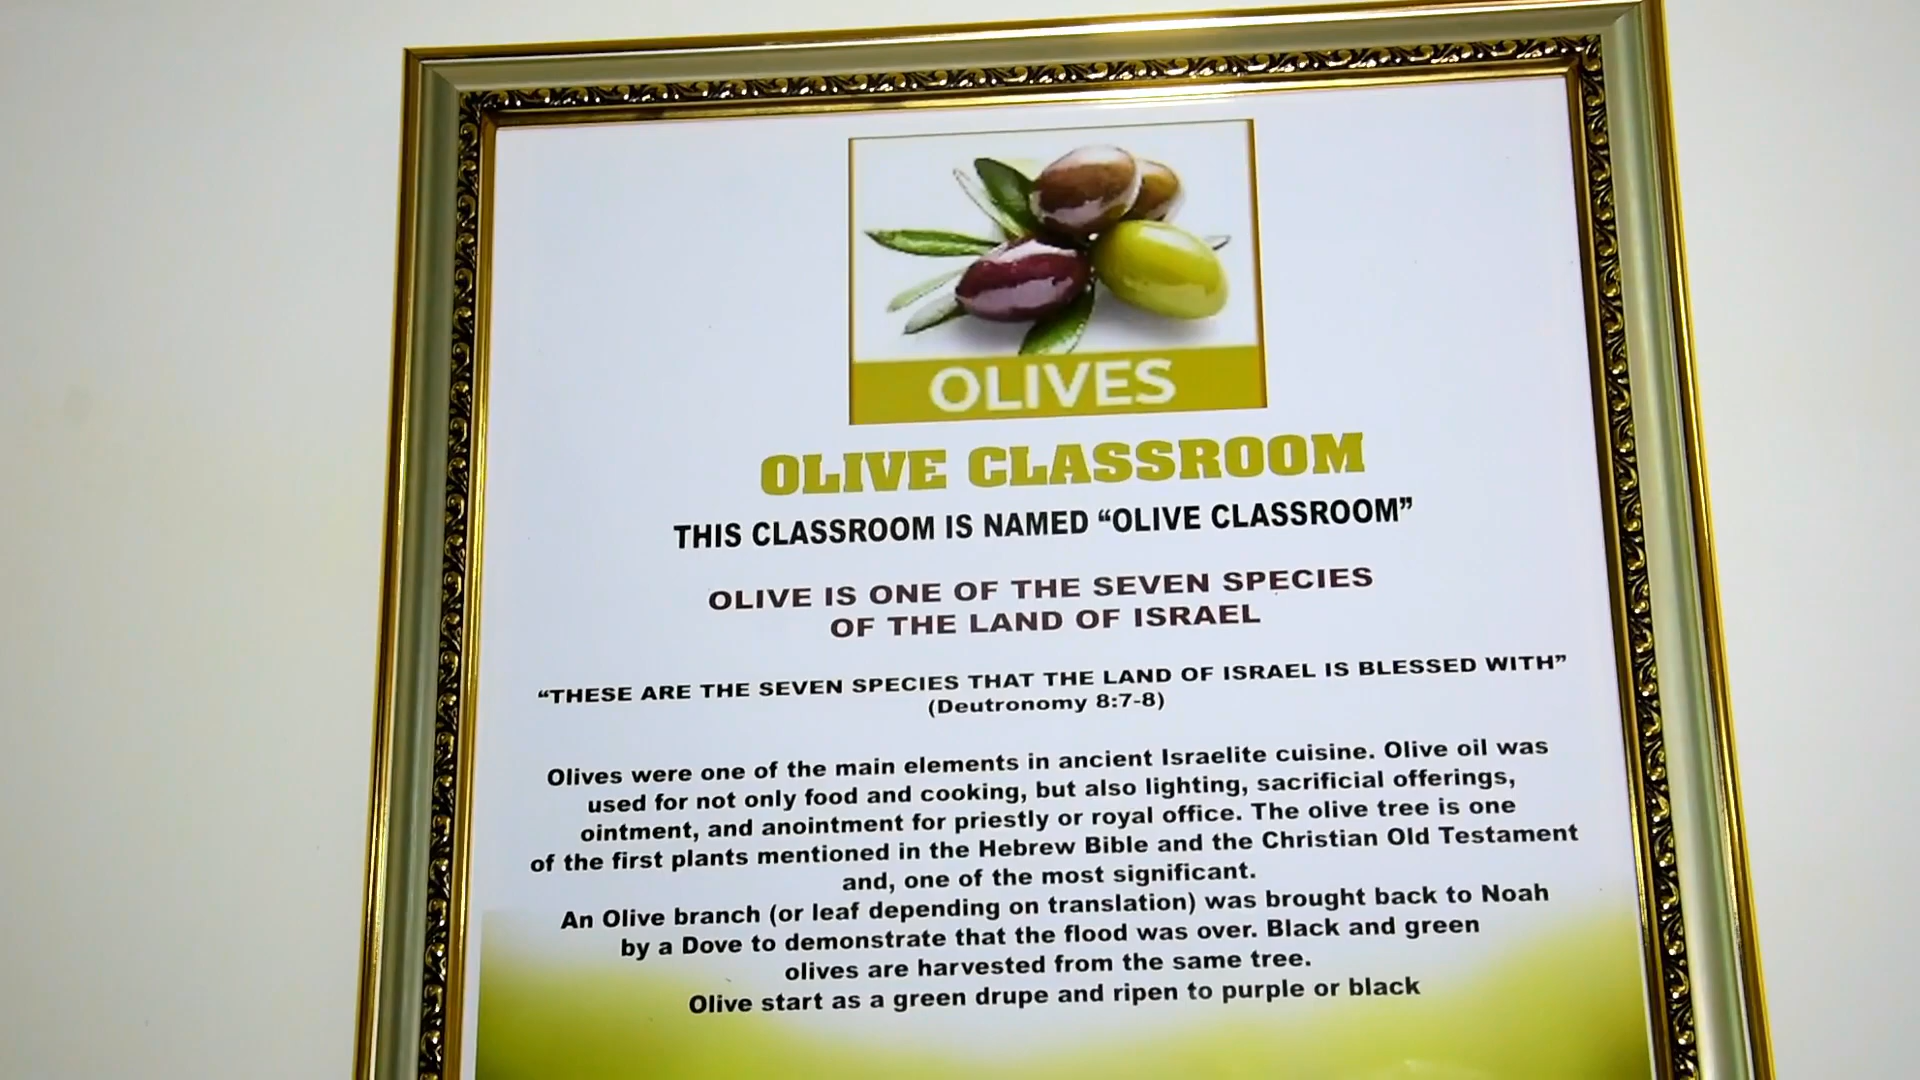 OLIVES
OLIVE CLASSROOM
THIS CLASSROOM IS NAMED “OLIVE CLASSROOM”
OLIVE IS ONE OF THE SEVEN SPECIES
OF THE LAND OF ISRAEL
“THESE ARE THE SEVEN SPECIES THAT THE LAND OF ISRAEL IS BLESSED WITH”
(Deutronomy 8:7-8)
Olives were one of the main elements in ancient Israelite cuisine. Olive oil was
used for not only food and cooking, but also lighting, sacrificial offerings,
ointment, and anointment for priestly or royal office. The olive tree is one
of the first plants mentioned in the Hebrew Bible and the Christian Old Testament
and, one of the most significant.
An Olive branch (or leaf depending on translation) was brought back to Noah
by a Dove to demonstrate that the flood was over. Black and green
olives are harvested from the same tree.
Olive start as a green drupe and ripen to purple or black